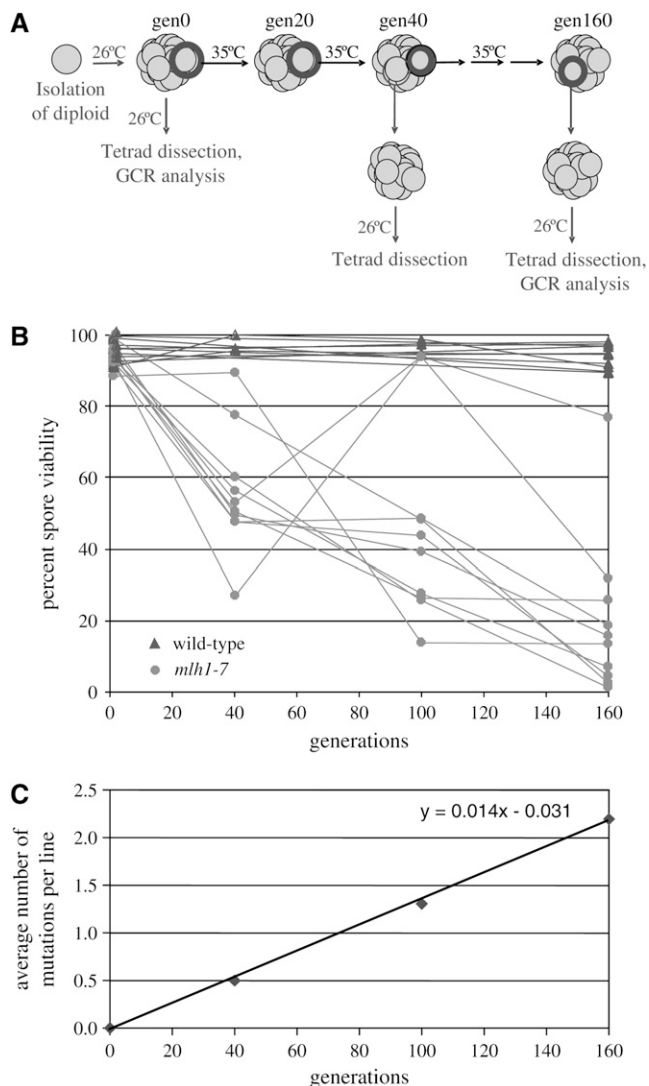 A
gen0 gen20 gen40 gen160
26ºC 35ºC 35ºC 35ºC
Isolation
of diploid
26ºC
Tetrad dissection,
GCR analysis
26ºC
Tetrad dissection
26ºC
Tetrad dissection,
GCR analysis
B
100
80
60
40
20
0
percent spore viability
wild-type
mlh1-7
0 20 40 60 80 100 120 140 160
generations
C
2.5
2.0
1.5
1.0
0.5
0.0
average number of
mutations per line
y = 0.014x - 0.031
0 20 40 60 80 100 120 140 160
generations